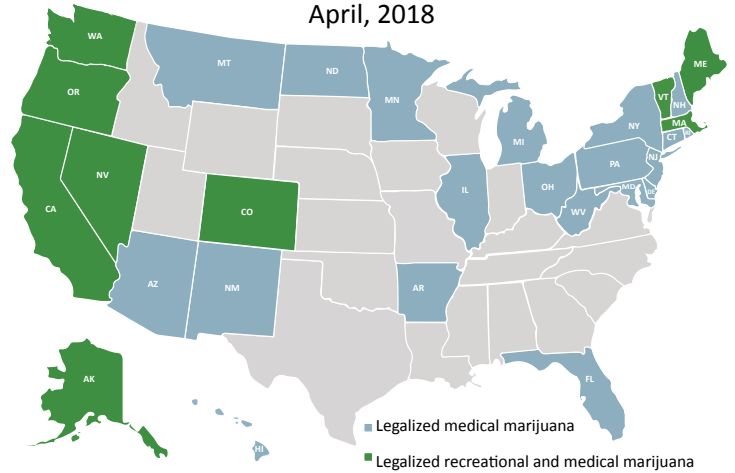 April, 2018
WA
ME
MT
ND
VT
NH
OR
MN
MA
NY
CT
MI
PA
NJ
NV
IL
OH
MD
DE
CA
CO
WV
AZ
NM
AR
AK
FL
HI
Legalized medical marijuana
Legalized recreational and medical marijuana